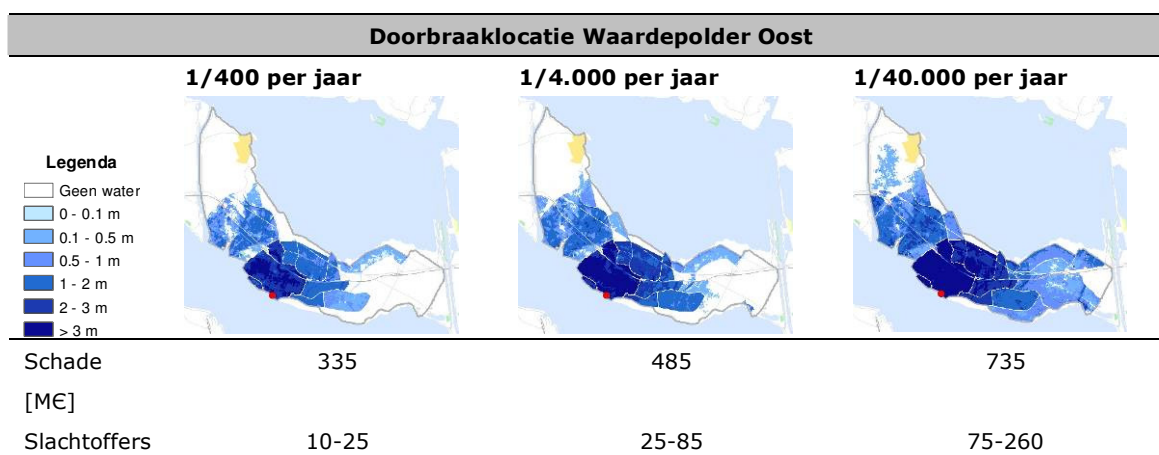 Doorbraaklocatie Waardepolder Oost
1/400 per jaar 1/4.000 per jaar 1/40.000 per jaar
Legenda
Geen water
0 - 0.1 m
0.1 - 0.5 m
0.5 - 1 m
1 - 2 m
2 - 3 m
> 3 m
Schade 335 485 735
[M€]
Slachtoffers 10-25 25-85 75-260